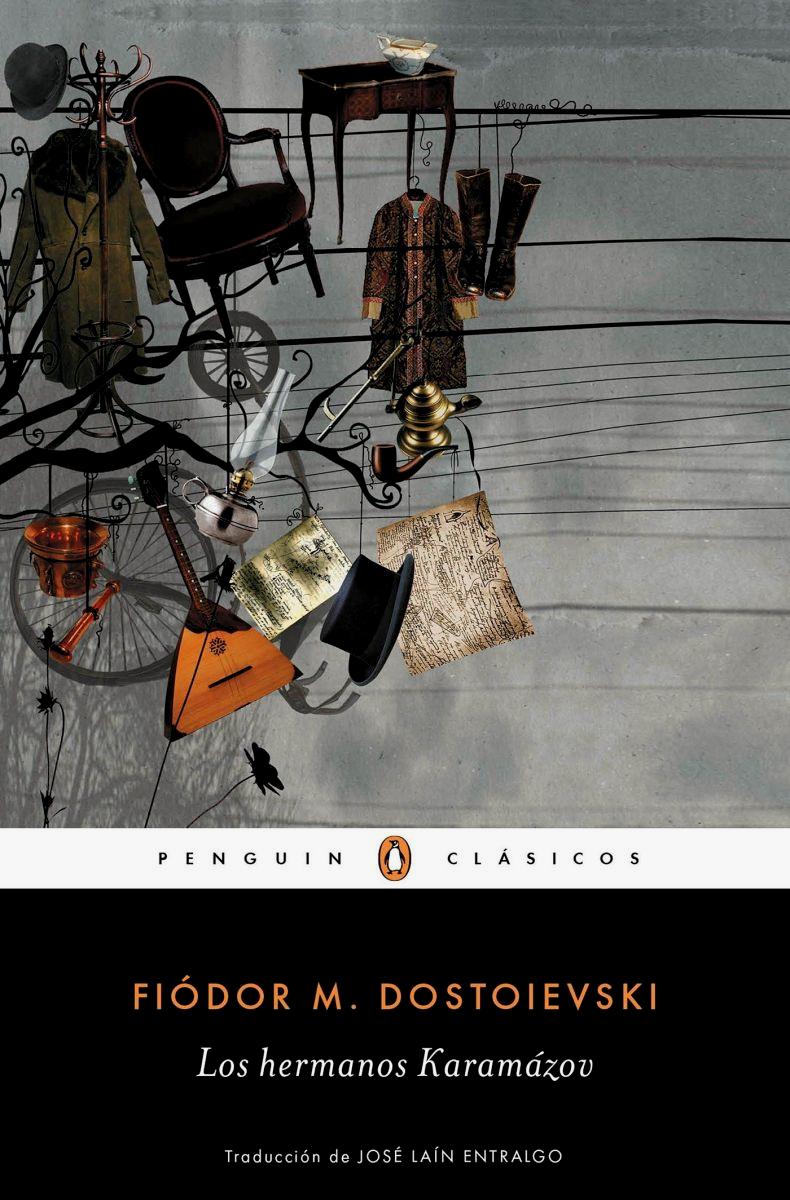 PENGUIN CLÁSICOS
FIÓDOR M. DOSTOIEVSKI
Los hermanos Karamázov
Traducción de JOSÉ LAÍN ENTRALGO